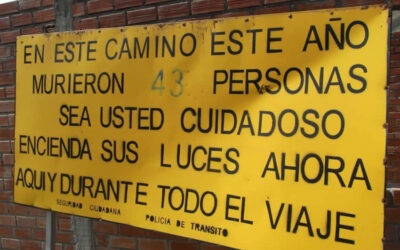 EN ESTE CAMINO ESTE AÑO
MURIERON 43 PERSONAS
SEA USTED CUIDADOSO
ENCIENDA SUS LUCES AHORA
AQUI Y DURANTE TODO EL VIAJE
SEGURIDAD CIUDADANA
POLICIA DE TRANSITO